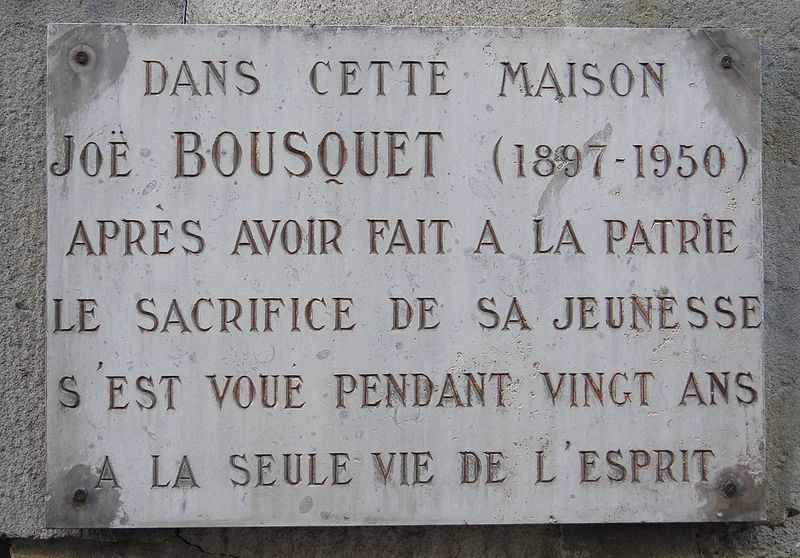 DANS CETTE MAISON
JOË BOUSQUET (1897-1950)
APRES AVOIR FAIT A LA PATRIE
LE SACRIFICE DE SA JEUNESSE
S'EST VOUE PENDANT VINGT ANS
A LA SEULE VIE DE L'ESPRIT